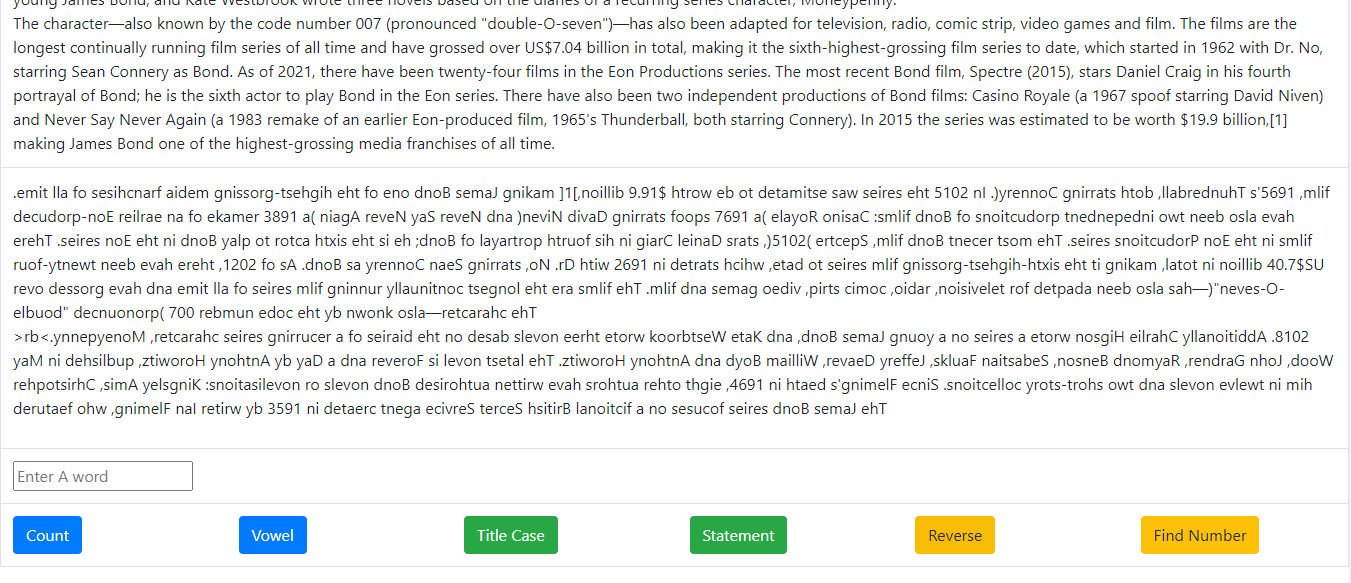 young James Bond, and Kate Westbrook wrote three novels based on the diaries of a recurring series character, Moneypenny.
The character—also known by the code number 007 (pronounced "double-O-seven")—has also been adapted for television, radio, comic strip, video games and film. The films are the
longest continually running film series of all time and have grossed over US$7.04 billion in total, making it the sixth-highest-grossing film series to date, which started in 1962 with Dr. No,
starring Sean Connery as Bond. As of 2021, there have been twenty-four films in the Eon Productions series. The most recent Bond film, Spectre (2015), stars Daniel Craig in his fourth
portrayal of Bond; he is the sixth actor to play Bond in the Eon series. There have also been two independent productions of Bond films: Casino Royale (a 1967 spoof starring David Niven)
and Never Say Never Again (a 1983 remake of an earlier Eon-produced film, 1965's Thunderball, both starring Connery). In 2015 the series was estimated to be worth $19.9 billion,[1]
making James Bond one of the highest-grossing media franchises of all time.
.emit lla fo sesihcnarf aidem gnissorg-tsehgih eht fo eno dnoB semaJ gnikam ]1[,noillib 9.91$ htrow eb ot detamitse saw seires eht 5102 nI .)yrennoC gnirrats htob ,llabrednuhT s'5691 ,mlif
decudorp-noE reilrae na fo ekamer 3891 a( niagA reveN yaS reveN dna )neviN divaD gnirrats foops 7691 a( elayoR onisaC :smlif dnoB fo snoitcudorp tnednepedni owt neeb osla evah
erehT .seires noE eht ni dnoB yalp ot rotca htxis eht si eh ;dnoB fo layartrop htruof sih ni giarC leinaD srats ,)5102( ertcepS ,mlif dnoB tnecer tsom ehT .seires snoitcudorP noE eht ni smlif
ruof-ytnewt neeb evah ereht ,1202 fo sA .dnoB sa yrennoC naeS gnirrats ,oN .rD htiw 2691 ni detrats hcihw ,etad ot seires mlif gnissorg-tsehgih-htxis eht ti gnikam ,latot ni noillib 40.7$SU
revo dessorg evah dna emit lla fo seires mlif gninnur yllaunitnoc tsegnol eht era smlif ehT .mlif dna semag oediv ,pirts cimoc ,oidar ,noisivelet rof detpada neeb osla sah—)"neves-O-
elbuod" decnuonorp( 700 rebmun edoc eht yb nwonk osla—retcarahc ehT
>rb<.ynnepyenoM ,retcarahc seires gnirrucer a fo seiraid eht no desab slevon eerht etorw koorbtseW etaK dna ,dnoB semaJ gnuoy a no seires a etorw nosgiH eilrahC yllanoitiddA .8102
yaM ni dehsilbup ,ztiworoH ynohtnA yb yaD a dna reveroF si levon tsetal ehT .ztiworoH ynohtnA dna dyoB mailliW ,revaeD yreffeJ ,skluaF naitsabeS ,nosneB dnomyaR ,rendraG nhoJ ,dooW
rehpotsirhC ,simA yelsgniK :snoitasilevon ro slevon dnoB desirohtua nettirw evah srohtua rehto thgie ,4691 ni htaed s'gnimelF ecniS .snoitcelloc yrots-trohs owt dna slevon evlewt ni mih
derutaef ohw ,gnimelF naI retirw yb 3591 ni detaerc tnega ecivreS terceS hsitirB lanoitcif a no sesucof seires dnoB semaJ ehT
Enter A word
Count Vowel Title Case Statement Reverse Find Number